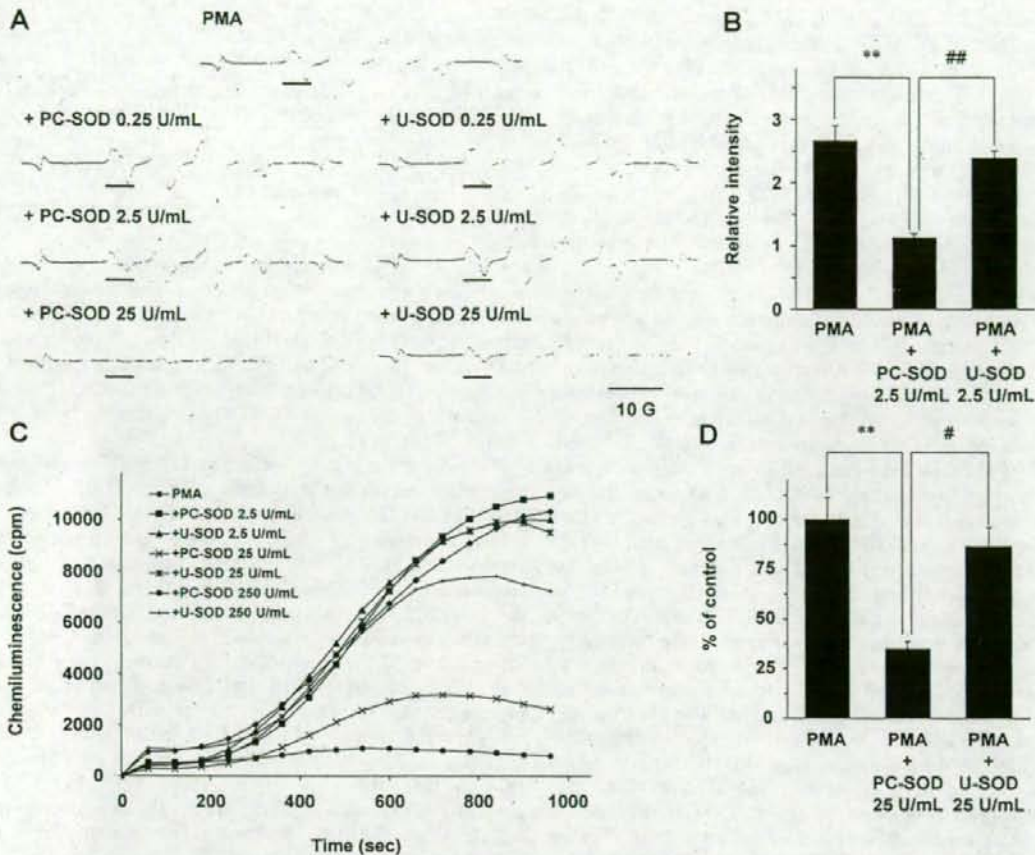 A
PMA
+ PC-SOD 0.25 U/mL
+ U-SOD 0.25 U/mL
+ PC-SOD 2.5 U/mL
+ U-SOD 2.5 U/mL
+ PC-SOD 25 U/mL
+ U-SOD 25 U/mL
10 G
B
**
##
Relative intensity
3
2
1
0
PMA
PMA
+
PC-SOD
2.5 U/mL
PMA
+
U-SOD
2.5 U/mL
C
Chemiluminescence (cpm)
10000
8000
6000
4000
2000
0
PMA
+PC-SOD 2.5 U/mL
+U-SOD 2.5 U/mL
+PC-SOD 25 U/mL
+U-SOD 25 U/mL
+PC-SOD 250 U/mL
+U-SOD 250 U/mL
0
200
400
600
800
1000
Time (sec)
D
**
#
% of control
100
75
50
25
0
PMA
PMA
+
PC-SOD
25 U/mL
PMA
+
U-SOD
25 U/mL